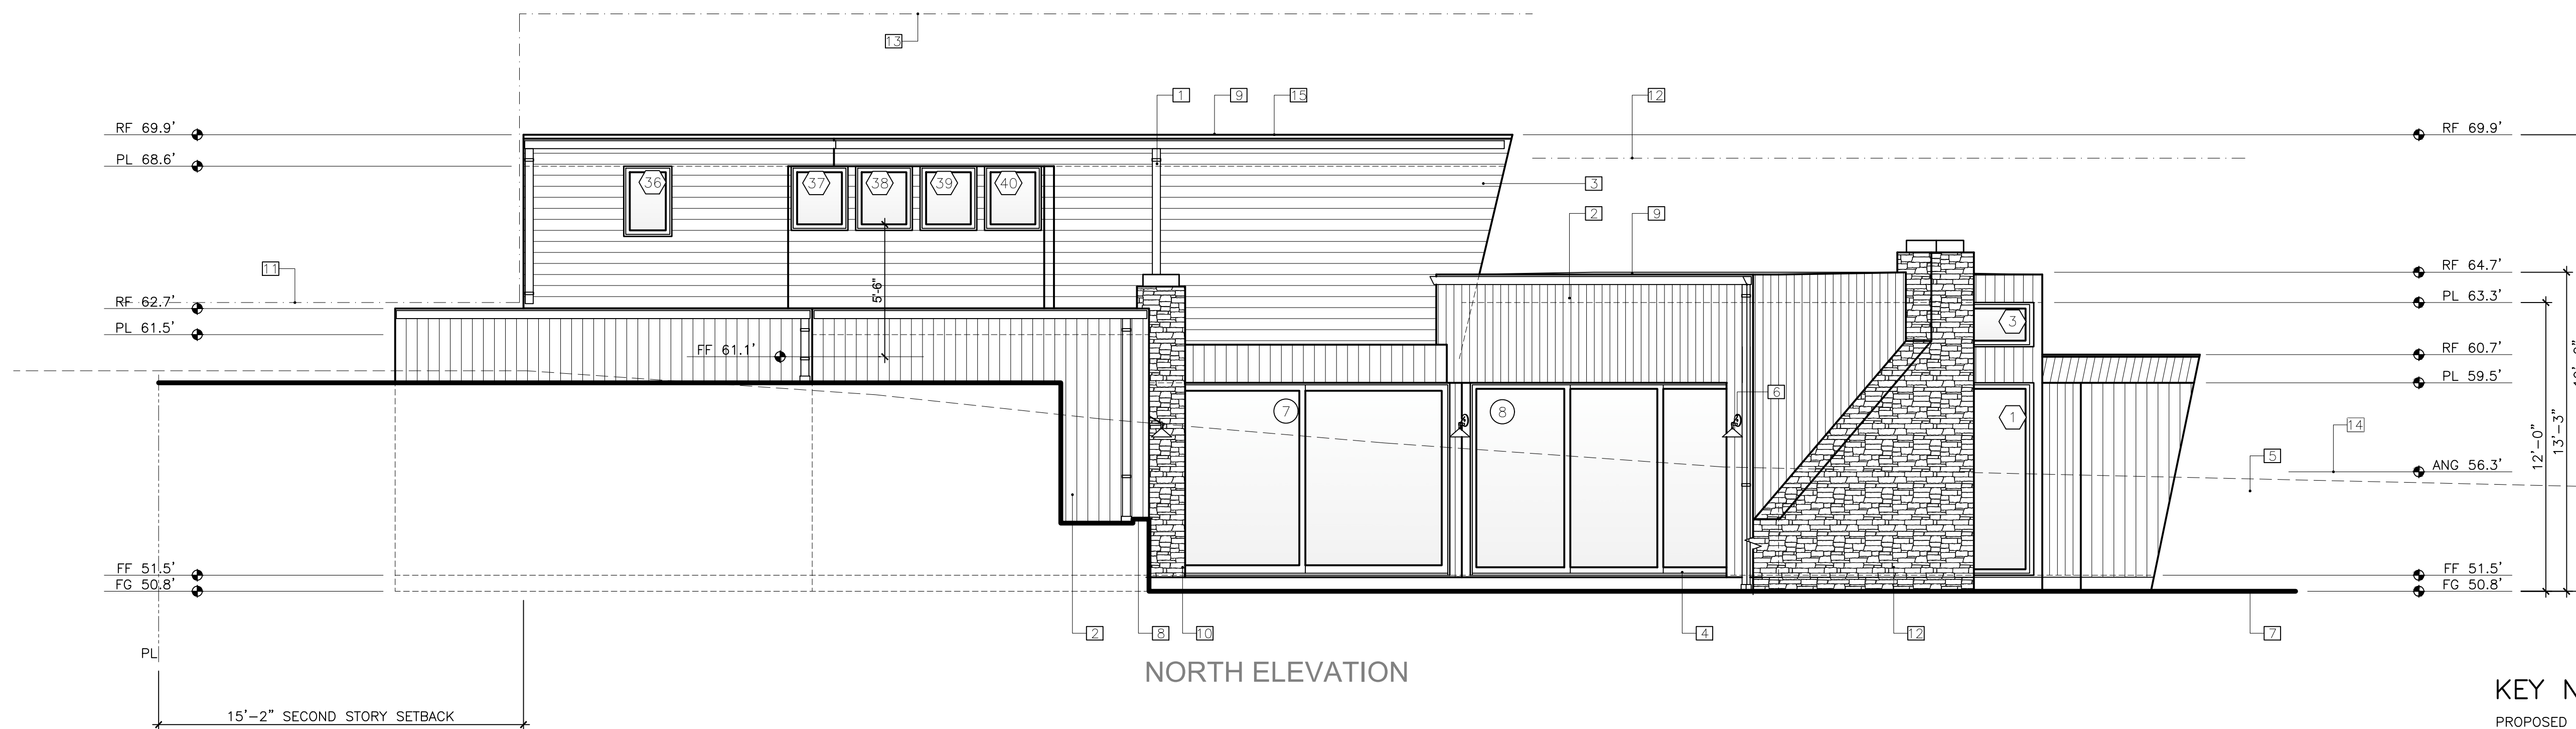 13
1
9
15
12
RF 69.9'
RF 69.9'
PL 68.6'
36
37
38
39
40
3
2
9
11
5'-6"
RF 64.7'
RF 62.7'
PL 63.3'
PL 61.5'
3
FF 61.1'
RF 60.7'
PL 59.5'
6
7
8
1
14
12'-0"
13'-3"
5
ANG 56.3'
FF 51.5'
FF 51.5'
FG 50.8'
FG 50.8'
2
8
10
4
12
7
PL
NORTH ELEVATION
KEY N
15'-2" SECOND STORY SETBACK
PROPOSED